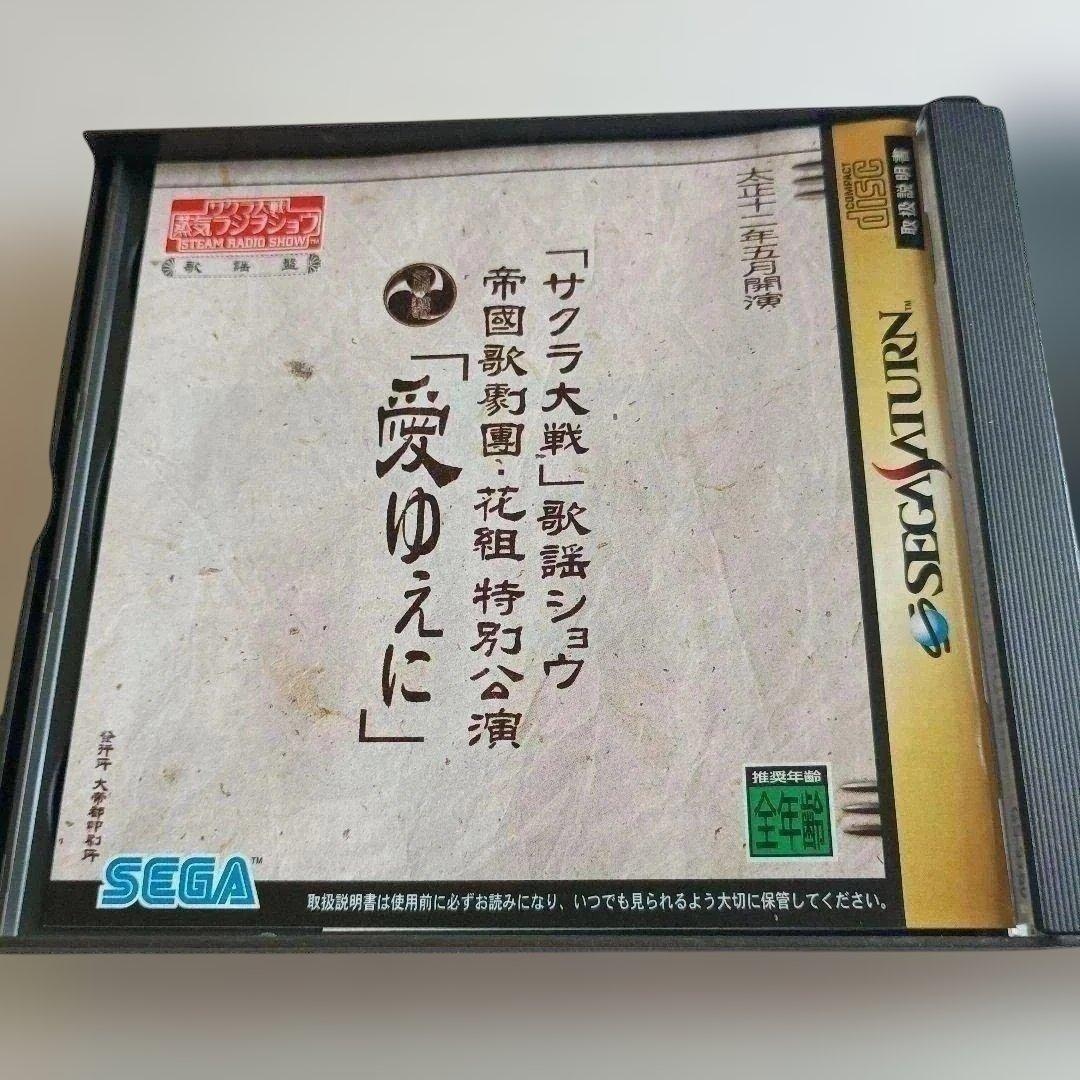 サクラ大戦
蒸気ラジヲショウ
STEAM RADIO SHOW™
歌謡盤
太正十二年五月開演
「サクラ大戦」歌謡ショウ
帝國歌劇團・花組 特別公演
「愛ゆえに」
發行所 大帝都印刷所
推奨年齢
全年齢
SEGA™
取扱説明書は使用前に必ずお読みになり、いつでも見られるよう大切に保管してください。
COMPACT
disc
取扱説明書
SEGA SATURN™